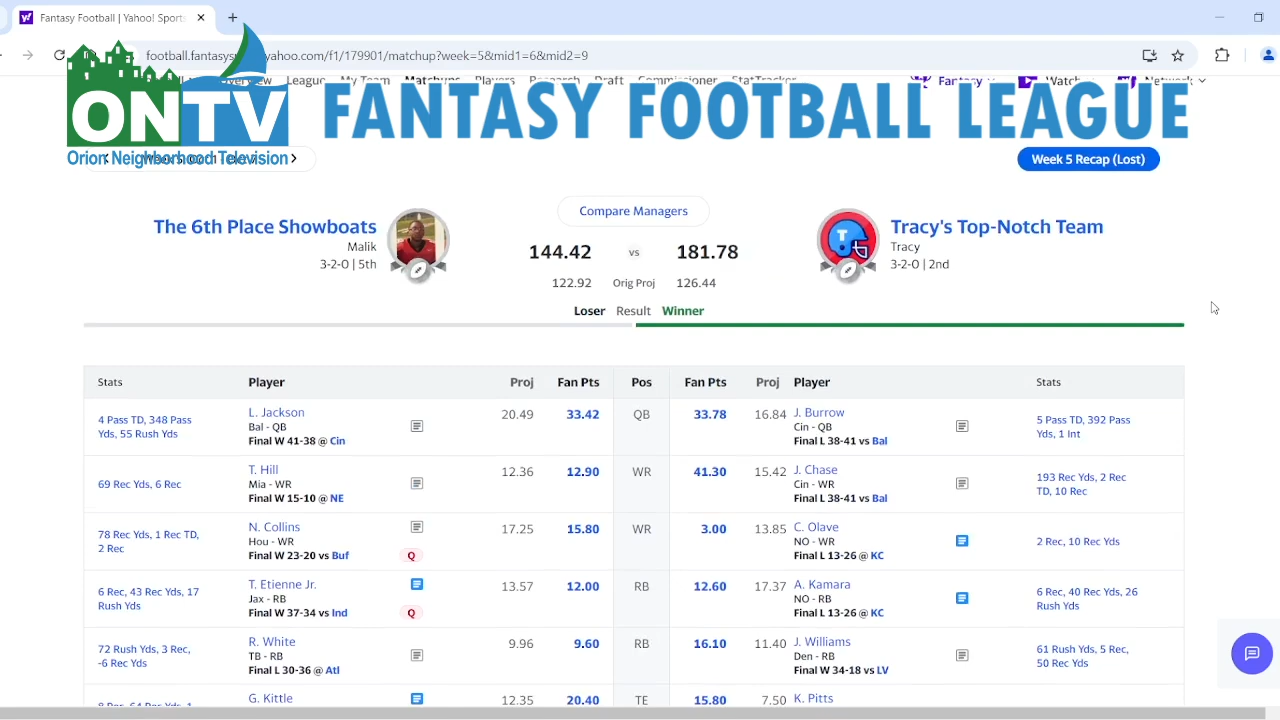 Fantasy Football | Yahoo! Sports
football.fantasys yahoo.com/f1/179901/matchup?week=5&mid1=6&mid2=9
League My Team Matchups Players Research Draft Commissioner StatTracker Fantasy Network
ONTV FANTASY FOOTBALL LEAGUE
Orion Neighborhood Television
Week 5 Recap (Lost)
Compare Managers
The 6th Place Showboats
Malik
3-2-0 | 5th
144.42 vs 181.78
122.92 Orig Proj 126.44
Loser Result Winner
Tracy's Top-Notch Team
Tracy
3-2-0 | 2nd
Stats Player Proj Fan Pts Pos Fan Pts Proj Player Stats
4 Pass TD, 348 Pass L. Jackson 20.49 33.42 QB 33.78 16.84 J. Burrow 5 Pass TD, 392 Pass
Yds, 55 Rush Yds Bal - QB Cin - QB Yds, 1 Int
Final W 41-38 @ Cin Final L 38-41 vs Bal
T. Hill 12.36 12.90 WR 41.30 15.42 J. Chase
69 Rec Yds, 6 Rec Mia - WR Cin - WR 193 Rec Yds, 2 Rec
Final W 15-10 @ NE Final L 38-41 vs Bal TD, 10 Rec
78 Rec Yds, 1 Rec TD, N. Collins 17.25 15.80 WR 3.00 13.85 C. Olave
2 Rec Hou - WR NO - WR 2 Rec, 10 Rec Yds
Final W 23-20 vs Buf Q Final L 13-26 @ KC
6 Rec, 43 Rec Yds, 17 T. Etienne Jr. 13.57 12.00 RB 12.60 17.37 A. Kamara 6 Rec, 40 Rec Yds, 26
Rush Yds Jax - RB NO - RB Rush Yds
Final W 37-34 vs Ind Q Final L 13-26 @ KC
72 Rush Yds, 3 Rec, R. White 9.96 9.60 RB 16.10 11.40 J. Williams 61 Rush Yds, 5 Rec,
-6 Rec Yds TB - RB Den - RB 50 Rec Yds
Final L 30-36 @ Atl Final W 34-18 vs LV
G. Kittle 12.35 20.40 TE 15.80 7.50 K. Pitts